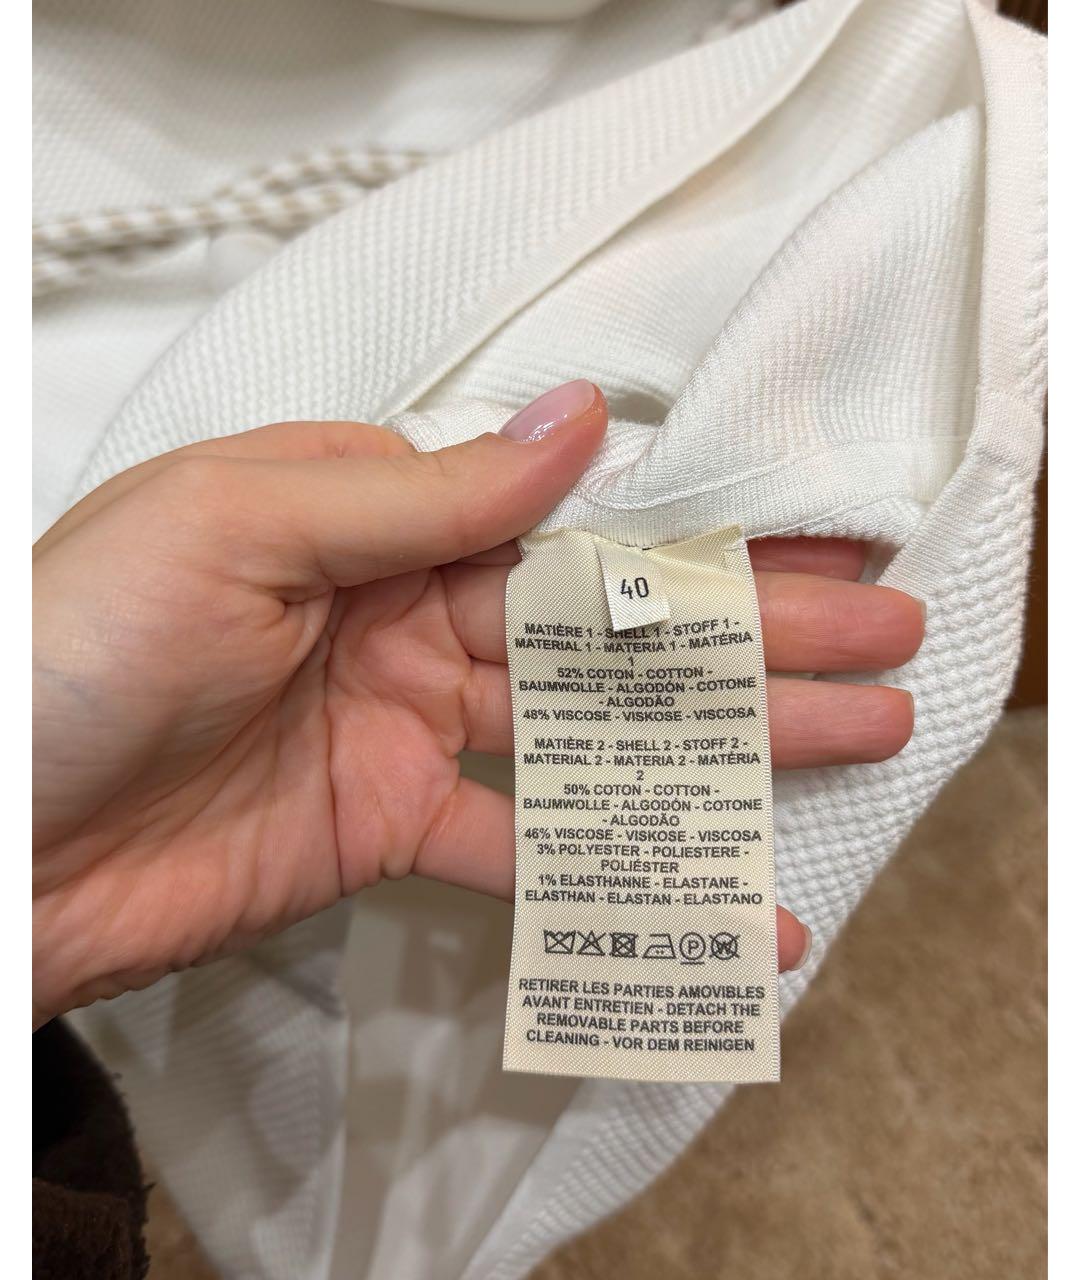 40
MATIÈRE 1 - SHELL 1 - STOFF 1 -
MATERIAL 1 - MATERIA 1 - MATÉRIA
1
52% COTON - COTTON -
BAUMWOLLE - ALGODÓN - COTONE
- ALGODÃO
48% VISCOSE - VISKOSE - VISCOSA
MATIÈRE 2 - SHELL 2 - STOFF 2 -
MATERIAL 2 - MATERIA 2 - MATÉRIA
2
50% COTON - COTTON -
BAUMWOLLE - ALGODÓN - COTONE
- ALGODÃO
46% VISCOSE - VISKOSE - VISCOSA
3% POLYESTER - POLIESTERE -
POLIÉSTER
1% ELASTHANNE - ELASTANE -
ELASTHAN - ELASTAN - ELASTANO
P W
RETIRER LES PARTIES AMOVIBLES
AVANT ENTRETIEN - DETACH THE
REMOVABLE PARTS BEFORE
CLEANING - VOR DEM REINIGEN